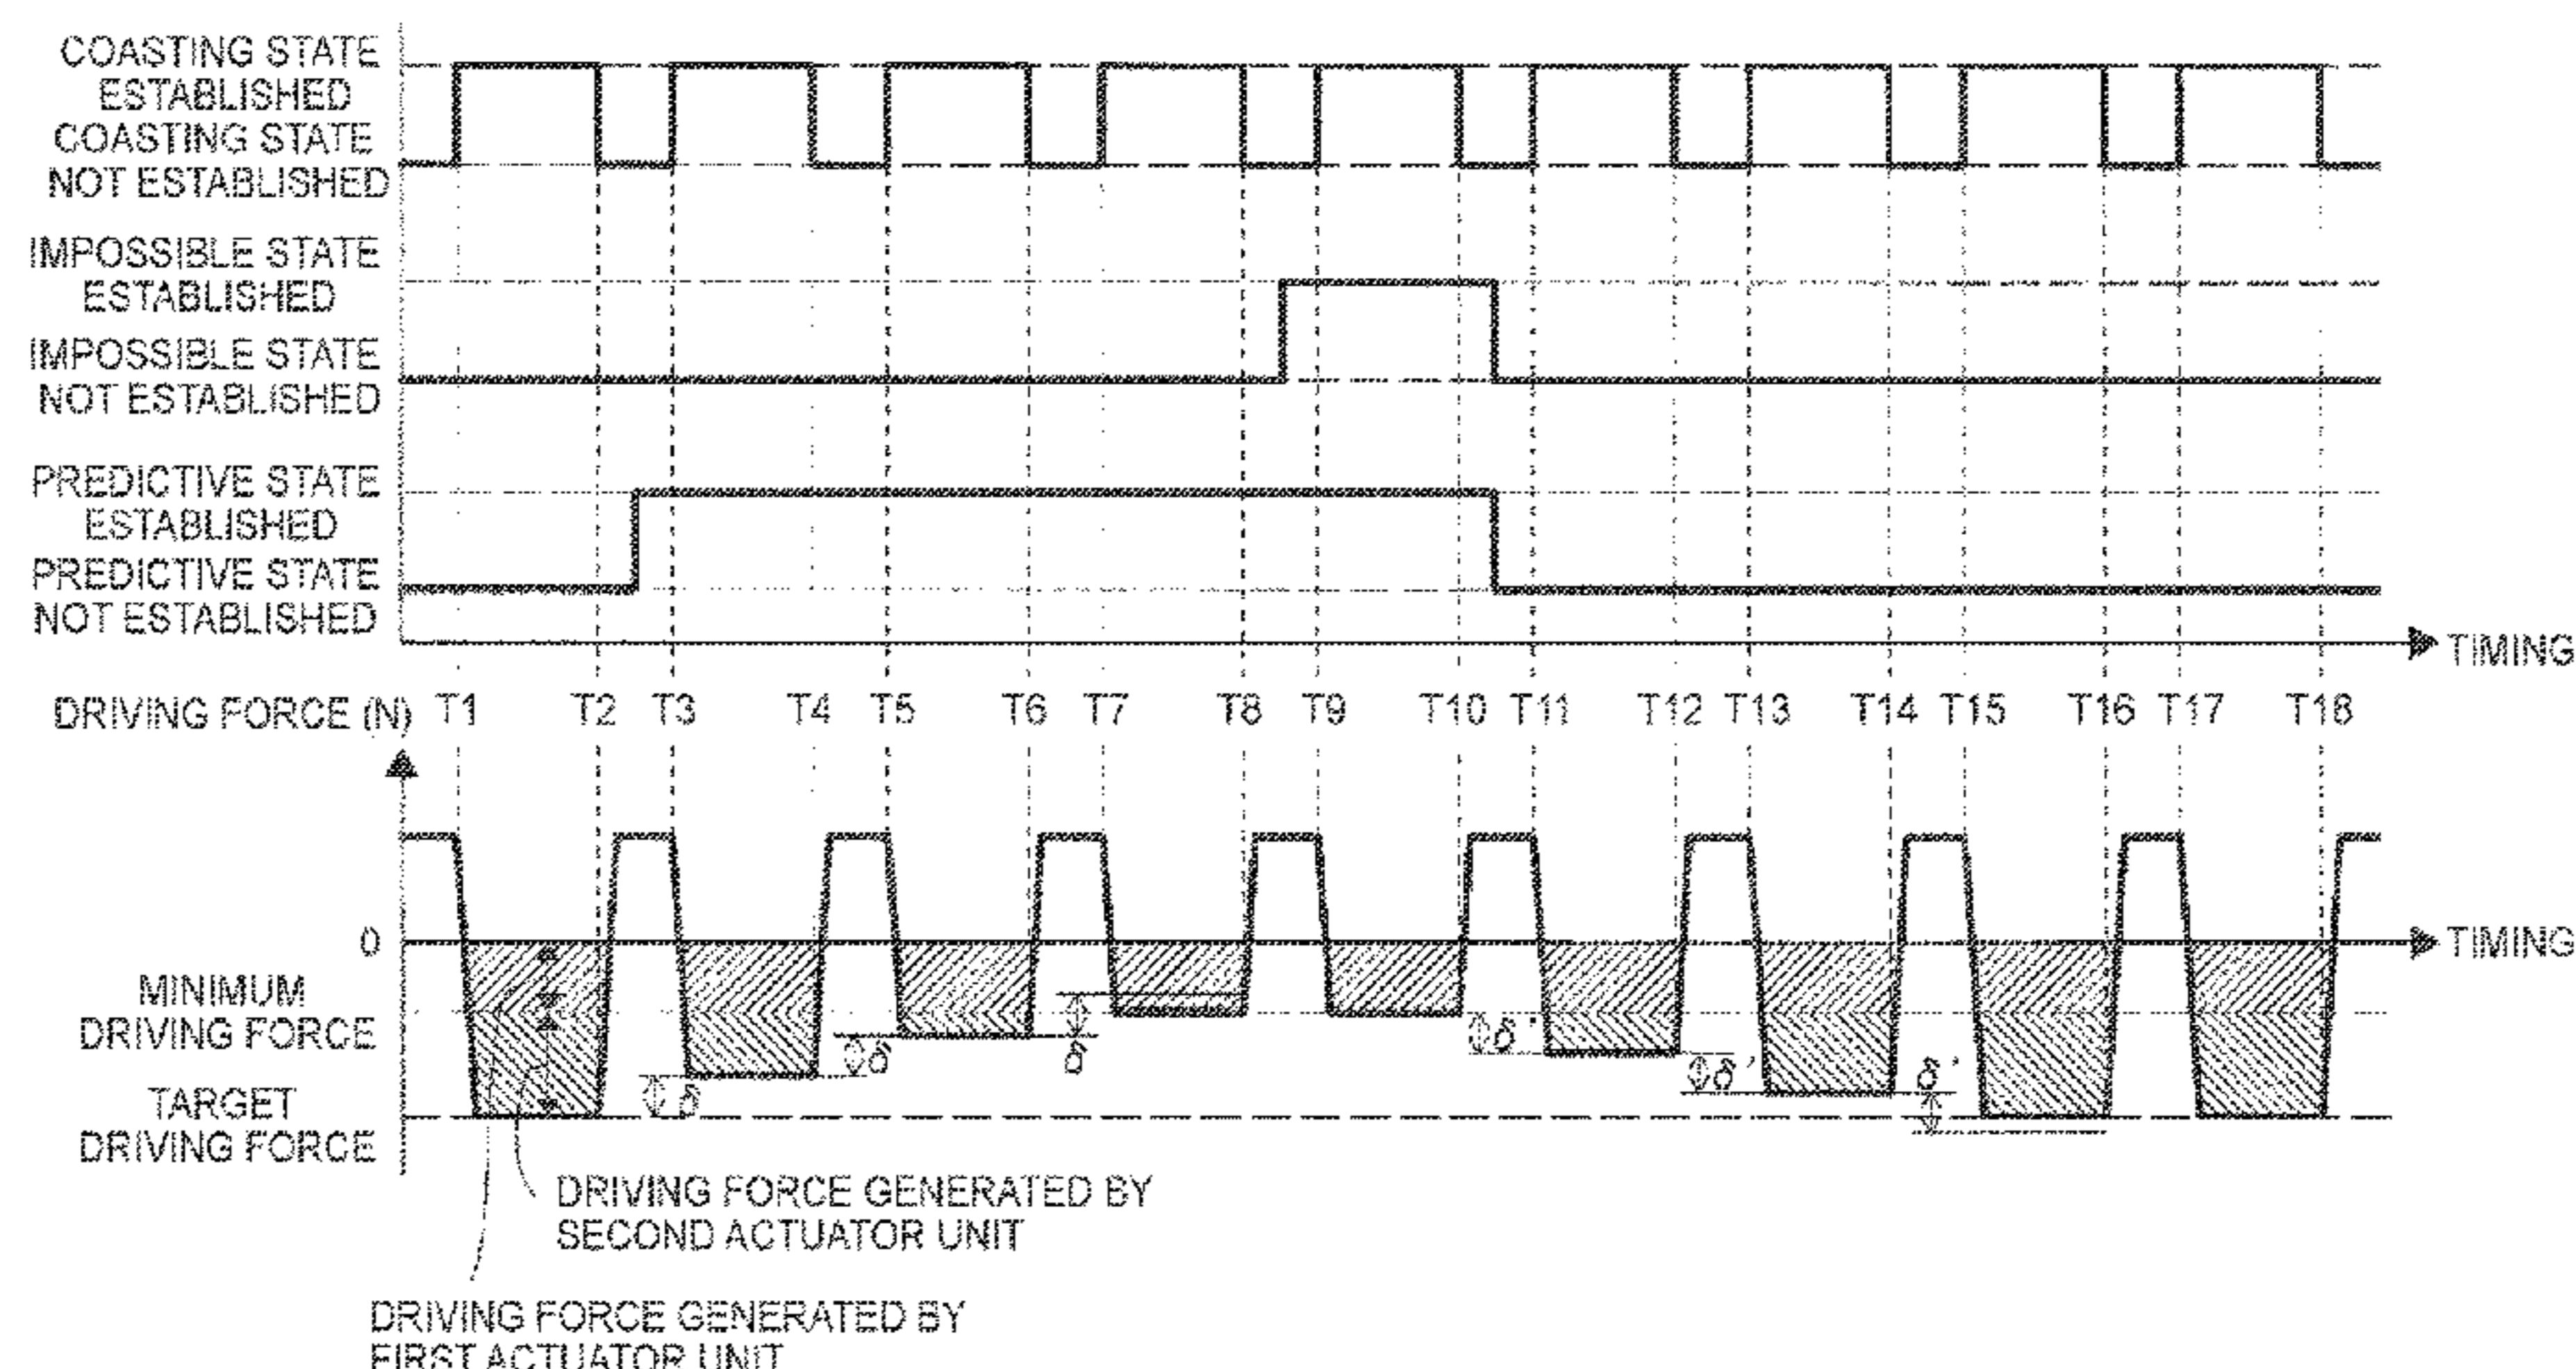 COASTING STATE
ESTABLISHED
COASTING STATE
NOT ESTABLISHED
IMPOSSIBLE STATE
ESTABLISHED
IMPOSSIBLE STATE
NOT ESTABLISHED
PREDICTIVE STATE
ESTABLISHED
PREDICTIVE STATE
NOT ESTABLISHED
TIMING
DRIVING FORCE (N) T1 T2 T3 T4 T5 T6 T7 T8 T9 T10 T11 T12 T13 T14 T15 T16 T17 T18
0
TIMING
MINIMUM
DRIVING FORCE
δ δ δ δ' δ' δ'
TARGET
DRIVING FORCE
DRIVING FORCE GENERATED BY
SECOND ACTUATOR UNIT
DRIVING FORCE GENERATED BY
FIRST ACTUATOR UNIT